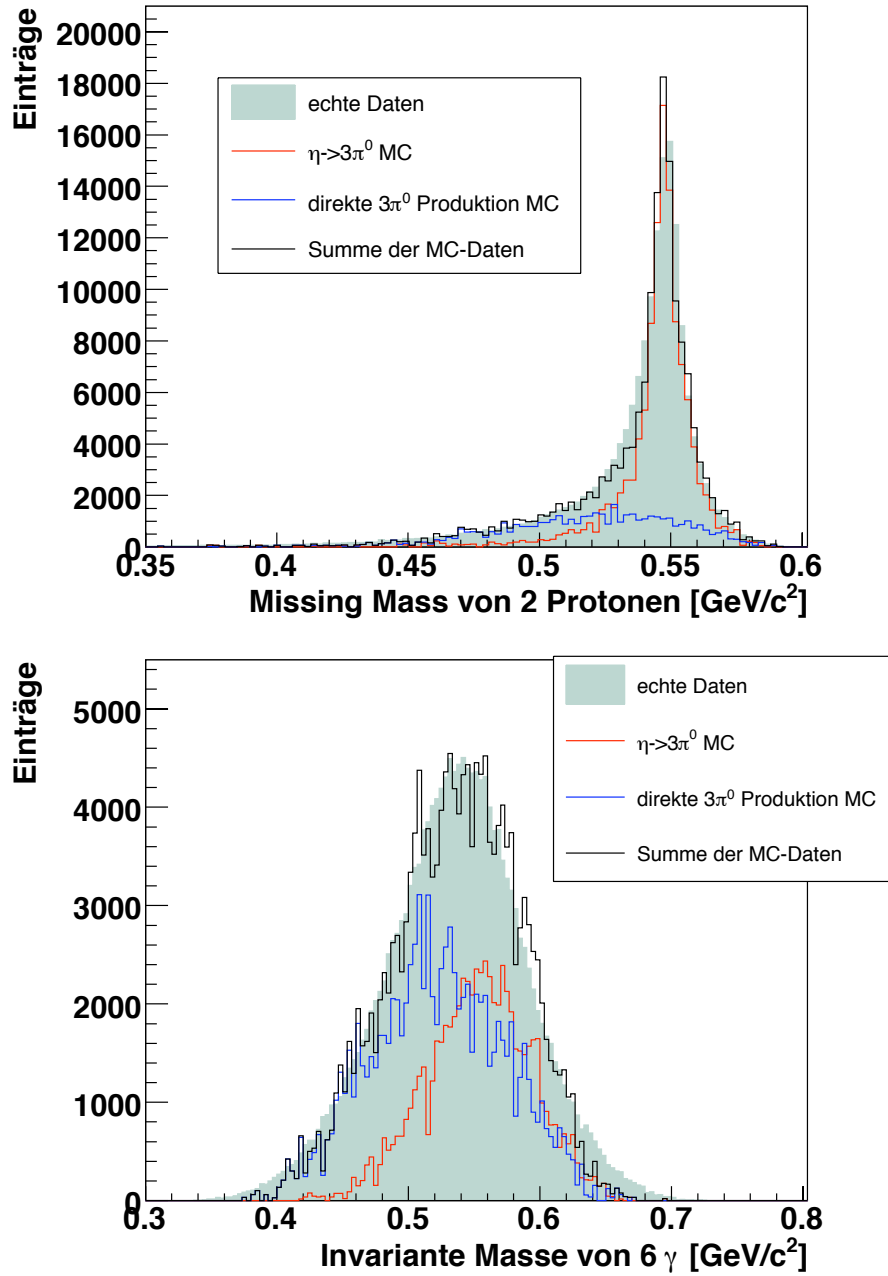 Einträge
20000
18000
16000
14000
12000
10000
8000
6000
4000
2000
0
echte Daten
η->3π⁰ MC
direkte 3π⁰ Produktion MC
Summe der MC-Daten
0.35 0.4 0.45 0.5 0.55 0.6
Missing Mass von 2 Protonen [GeV/c²]
Einträge
5000
4000
3000
2000
1000
0
echte Daten
η->3π⁰ MC
direkte 3π⁰ Produktion MC
Summe der MC-Daten
0.3 0.4 0.5 0.6 0.7 0.8
Invariante Masse von 6 γ [GeV/c²]